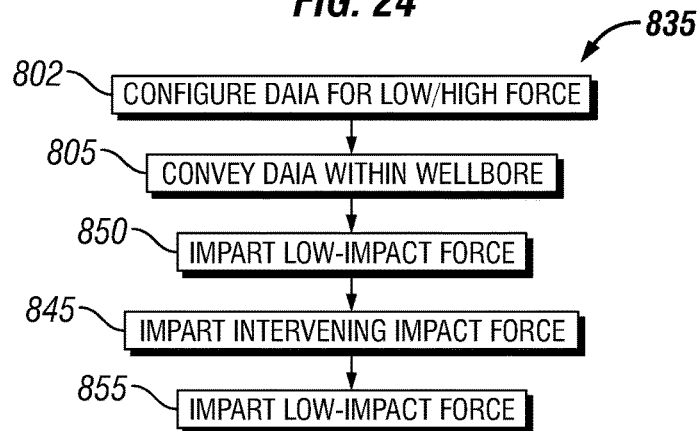 FIG. 24
835
802
CONFIGURE DAIA FOR LOW/HIGH FORCE
805
CONVEY DAIA WITHIN WELLBORE
850
IMPART LOW-IMPACT FORCE
845
IMPART INTERVENING IMPACT FORCE
855
IMPART LOW-IMPACT FORCE